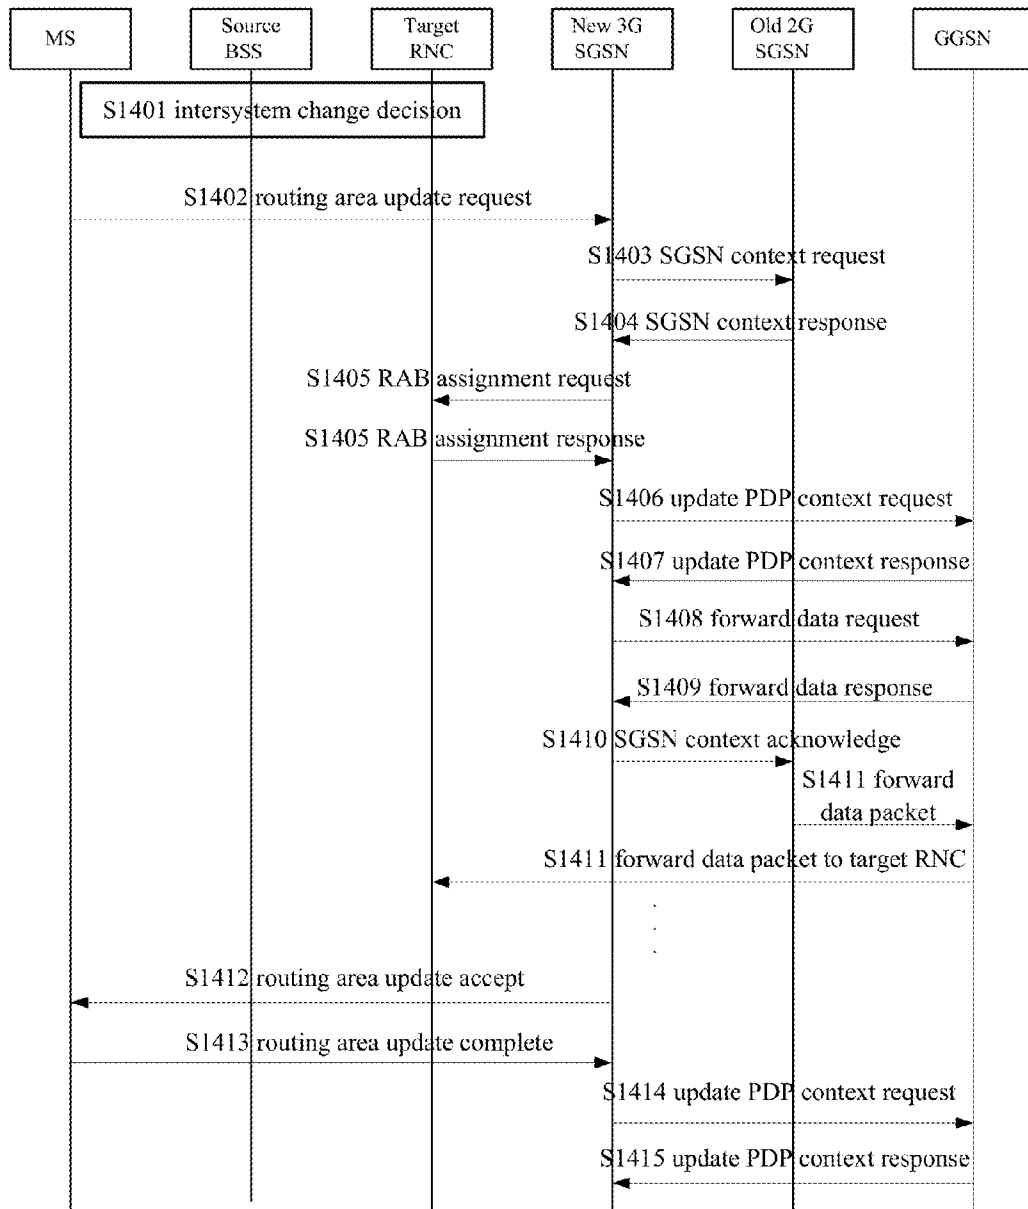 MS
Source
BSS
Target
RNC
New 3G
SGSN
Old 2G
SGSN
GGSN
S1401 intersystem change decision
S1402 routing area update request
S1403 SGSN context request
S1404 SGSN context response
S1405 RAB assignment request
S1405 RAB assignment response
S1406 update PDP context request
S1407 update PDP context response
S1408 forward data request
S1409 forward data response
S1410 SGSN context acknowledge
S1411 forward
data packet
S1411 forward data packet to target RNC
S1412 routing area update accept
S1413 routing area update complete
S1414 update PDP context request
S1415 update PDP context response